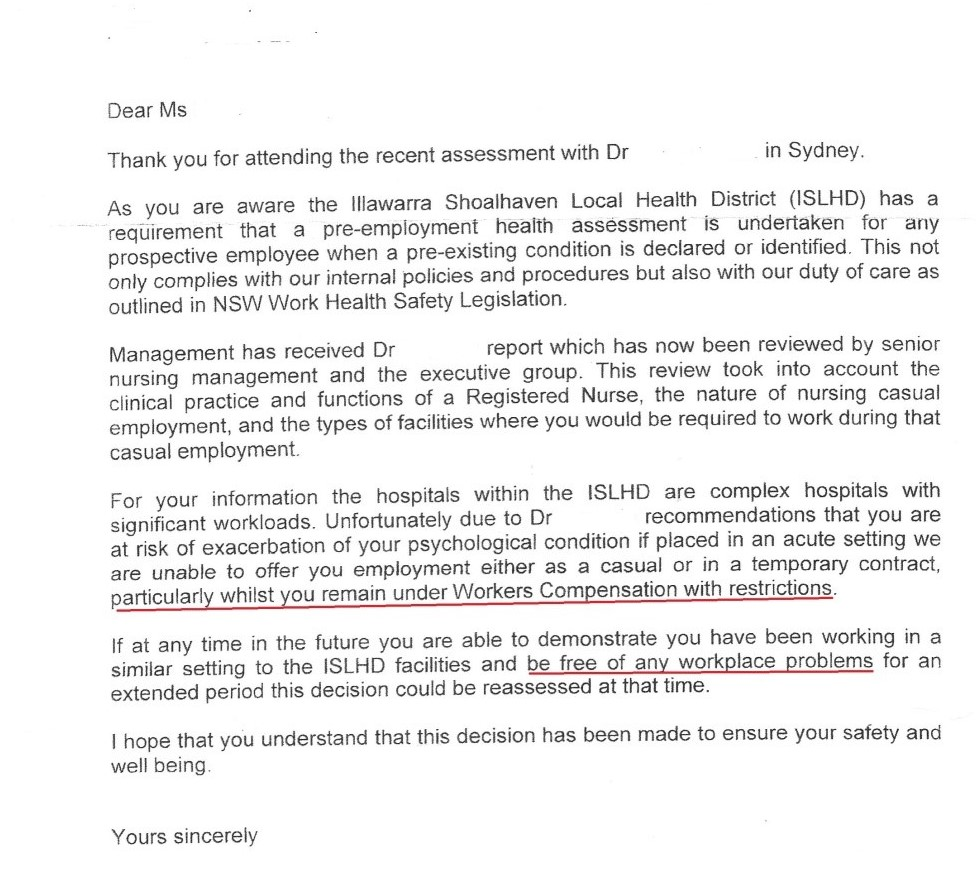 Dear Ms
Thank you for attending the recent assessment with Dr in Sydney.
As you are aware the Illawarra Shoalhaven Local Health District (ISLHD) has a
requirement that a pre-employment health assessment is undertaken for any
prospective employee when a pre-existing condition is declared or identified. This not
only complies with our internal policies and procedures but also with our duty of care as
outlined in NSW Work Health Safety Legislation.
Management has received Dr report which has now been reviewed by senior
nursing management and the executive group. This review took into account the
clinical practice and functions of a Registered Nurse, the nature of nursing casual
employment, and the types of facilities where you would be required to work during that
casual employment.
For your information the hospitals within the ISLHD are complex hospitals with
significant workloads. Unfortunately due to Dr recommendations that you are
at risk of exacerbation of your psychological condition if placed in an acute setting we
are unable to offer you employment either as a casual or in a temporary contract,
particularly whilst you remain under Workers Compensation with restrictions.
If at any time in the future you are able to demonstrate you have been working in a
similar setting to the ISLHD facilities and be free of any workplace problems for an
extended period this decision could be reassessed at that time.
I hope that you understand that this decision has been made to ensure your safety and
well being.
Yours sincerely